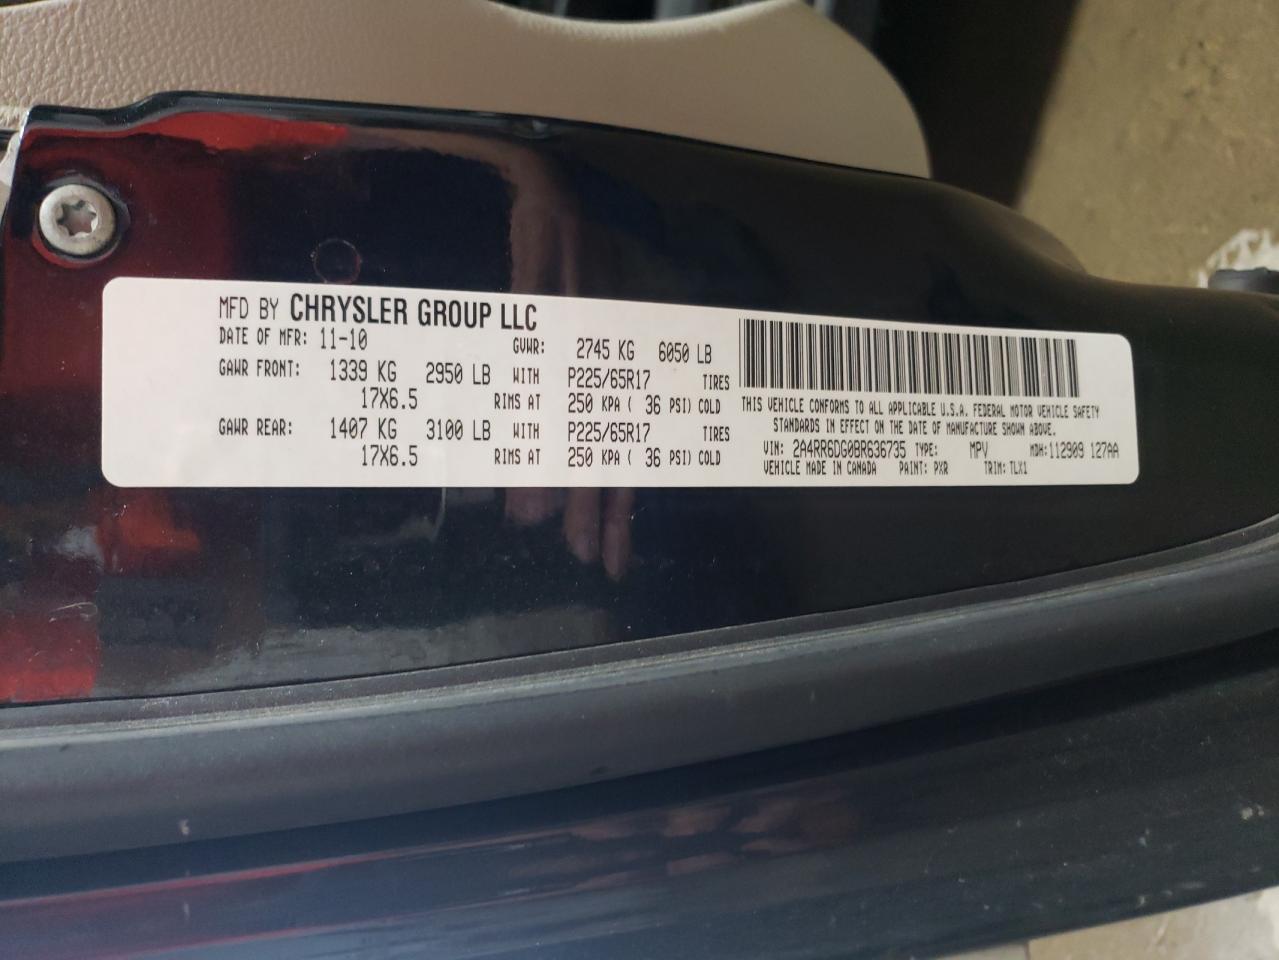 MFD BY CHRYSLER GROUP LLC
DATE OF MFR: 11-10 GVWR: 2745 KG 6050 LB
GAWR FRONT: 1339 KG 2950 LB WITH P225/65R17 TIRES
17X6.5 RIMS AT 250 KPA ( 36 PSI) COLD
GAWR REAR: 1407 KG 3100 LB WITH P225/65R17 TIRES
17X6.5 RIMS AT 250 KPA ( 36 PSI) COLD
THIS VEHICLE CONFORMS TO ALL APPLICABLE U.S.A. FEDERAL MOTOR VEHICLE SAFETY
STANDARDS IN EFFECT ON THE DATE OF MANUFACTURE SHOWN ABOVE.
VIN: 2A4RR6DG0BR636735 TYPE: MPV MDH:112909 127AA
VEHICLE MADE IN CANADA PAINT: PXR TRIM: TLX1